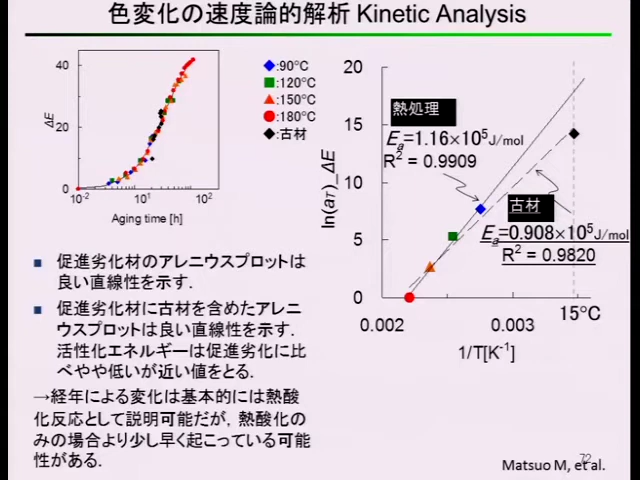 色変化の速度論的解析 Kinetic Analysis
40
20
0
ΔE
10-2
101
102
Aging time [h]
:90°C
:120°C
:150°C
:180°C
:古材
20
15
10
5
0
ln(aT)_ΔE
熱処理
Ea=1.16×105J/mol
R2 = 0.9909
古材
Ea=0.908×105J/mol
R2 = 0.9820
0.002
0.003
15°C
1/T[K-1]
促進劣化材のアレニウスプロットは
良い直線性を示す.
促進劣化材に古材を含めたアレニ
ウスプロットは良い直線性を示す.
活性化エネルギーは促進劣化に比
べやや低いが近い値をとる.
→経年による変化は基本的には熱酸
化反応として説明可能だが, 熱酸化の
みの場合より少し早く起こっている可能
性がある.
72
Matsuo M, et al.